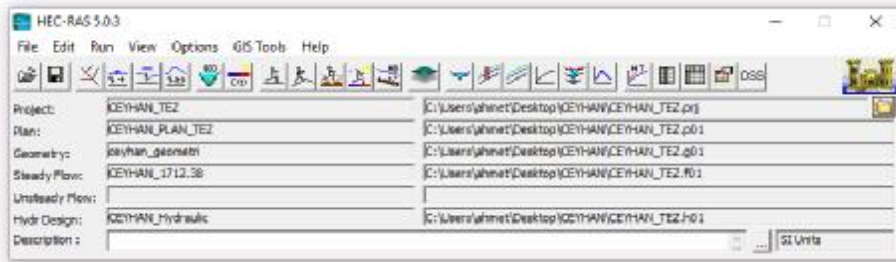 HEC-RAS 5.0.3
File Edit Run View Options GIS Tools Help
DSS
Project: CEYHAN_TEZ C:\Users\ahmet\Desktop\CEYHAN\CEYHAN_TEZ.prj
Plan: CEYHAN_PLAN_TEZ C:\Users\ahmet\Desktop\CEYHAN\CEYHAN_TEZ.p01
Geometry: ceyhan_geometri C:\Users\ahmet\Desktop\CEYHAN\CEYHAN_TEZ.g01
Steady Flow: CEYHAN_1712.38 C:\Users\ahmet\Desktop\CEYHAN\CEYHAN_TEZ.f01
Unsteady Flow:
Hydr Design: CEYHAN_Hydraulic C:\Users\ahmet\Desktop\CEYHAN\CEYHAN_TEZ.h01
Description : ... SI Units